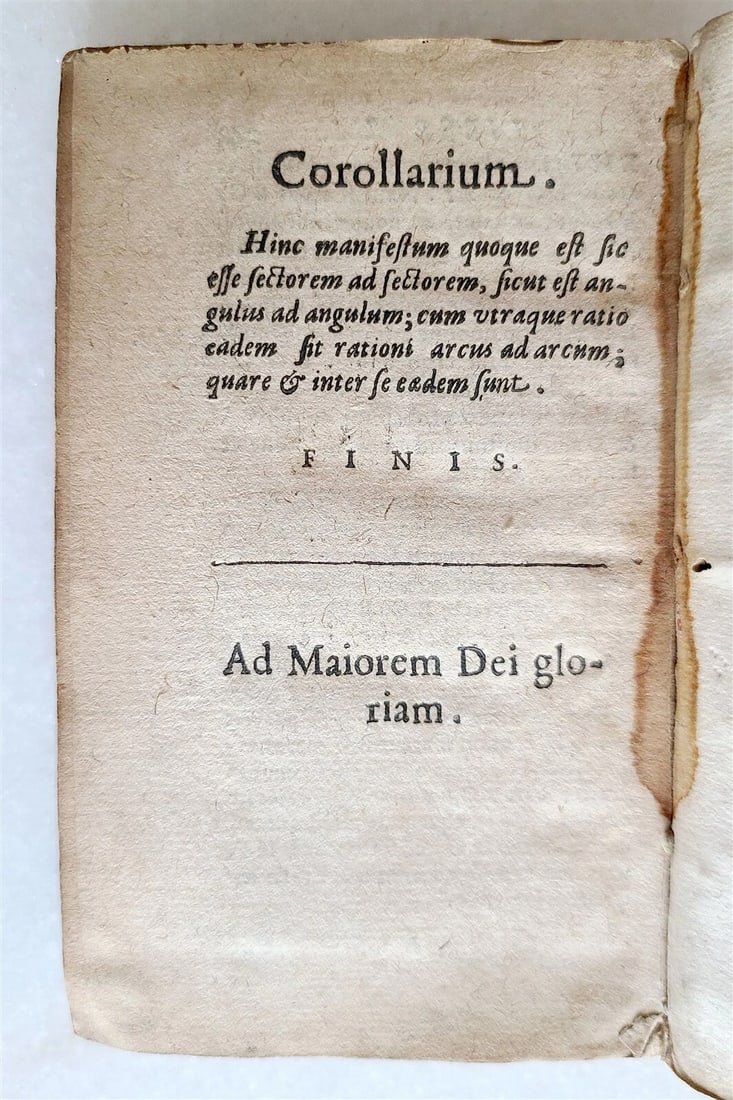 Corollarium.
Hinc manifeſtum quoque eſt ſic
eſſe ſectorem ad ſectorem, ſicut eſt an-
gulus ad angulum; cum vtraque ratio
eadem ſit rationi arcus ad arcum;
quare & inter ſe eædem ſunt.
FINIS.
Ad Maiorem Dei glo-
riam.